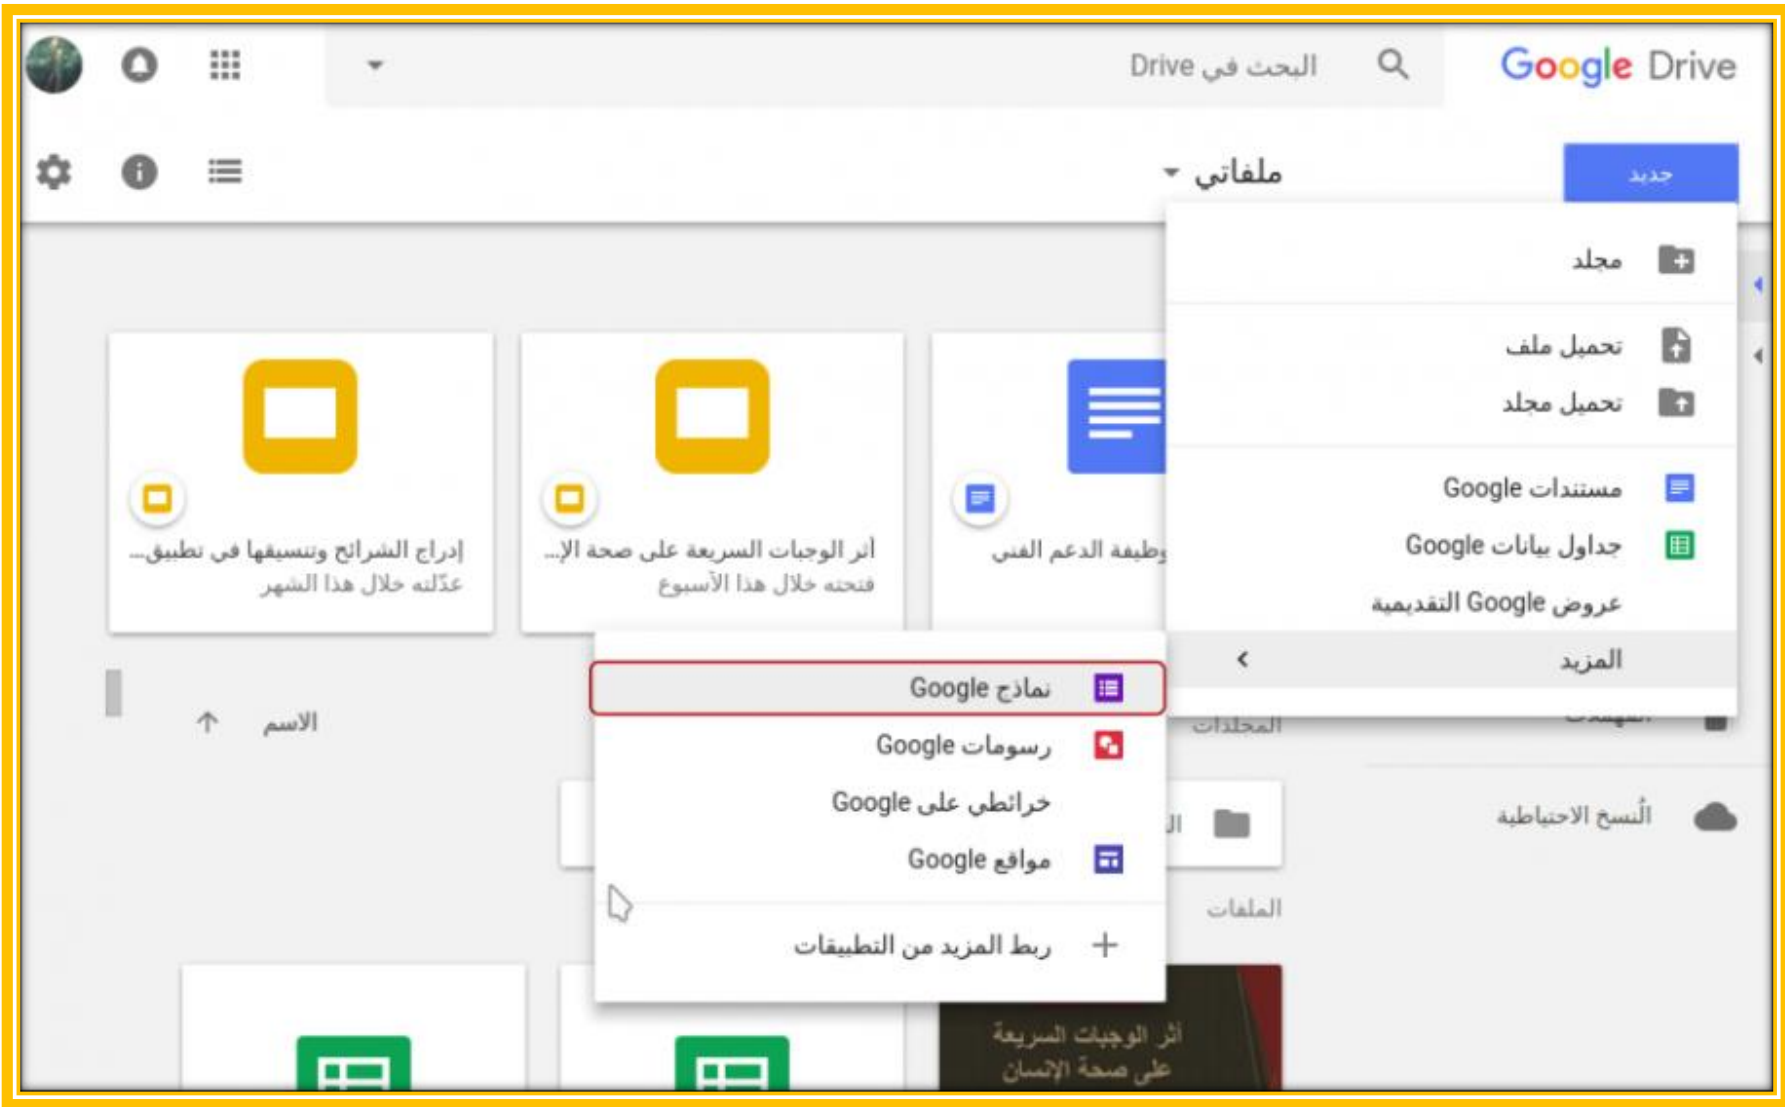 Google Drive
البحث في Drive
جديد
ملفاتي
مجلد
تحميل ملف
تحميل مجلد
مستندات Google
جداول بيانات Google
عروض Google التقديمية
المزيد
وظيفة الدعم الفني
أثر الوجبات السريعة على صحة الإ...
فتحته خلال هذا الأسبوع
إدراج الشرائح وتنسيقها في تطبيق...
عدّلته خلال هذا الشهر
نماذج Google
رسومات Google
خرائطي على Google
مواقع Google
ربط المزيد من التطبيقات
المجلدات
الاسم
النُسخ الاحتياطية
الملفات
أثر الوجبات السريعة
على صحة الإنسان